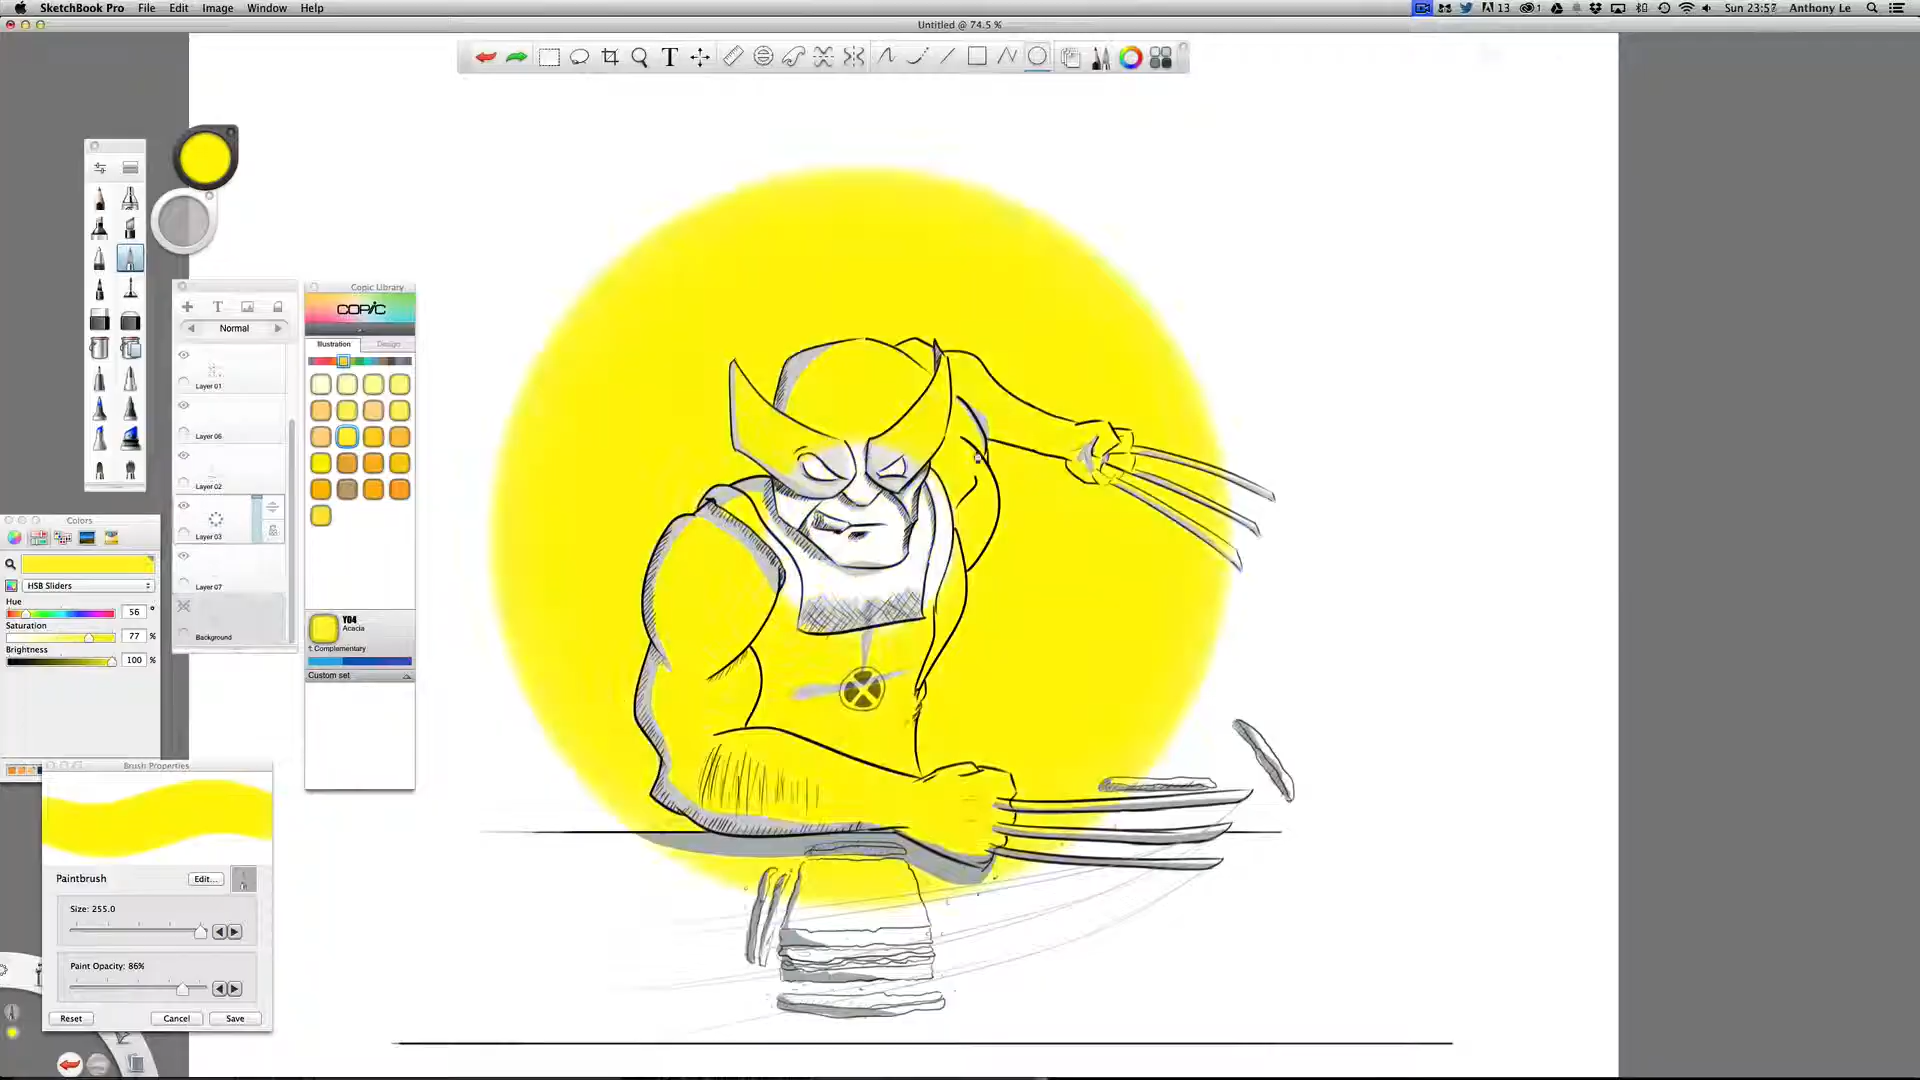 SketchBook Pro File Edit Image Window Help
13
1
Sun 23:57 Anthony Le
Untitled @ 74.5 %
T
T
Normal
Layer 01
Layer 06
Layer 02
Layer 03
Layer 07
Background
Copic Library
COPIC
Illustration Design
Y04
Acacia
1: Complementary
Custom set
Colors
HSB Sliders
Hue
56 °
Saturation
77 %
Brightness
100 %
Brush Properties
Paintbrush Edit...
Size: 255.0
Paint Opacity: 86%
Reset Cancel Save